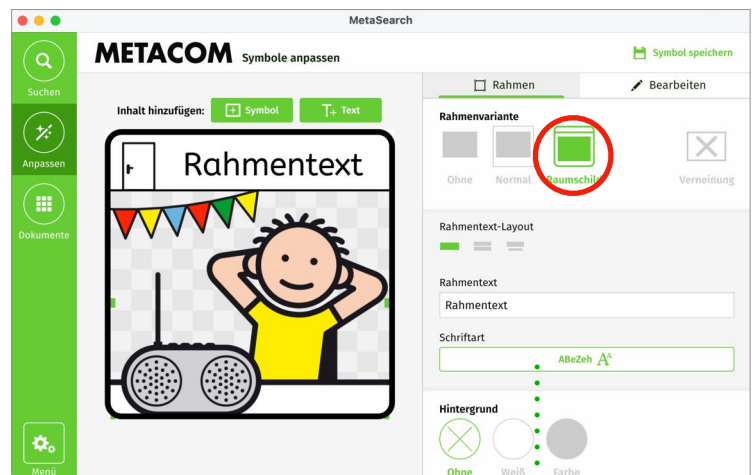 MetaSearch
METACOM Symbole anpassen
Symbol speichern
Suchen
Anpassen
Dokumente
Menü
Inhalt hinzufügen:
Symbol
T+ Text
Rahmentext
Rahmen
Bearbeiten
Rahmenvariante
Ohne
Normal
Raumschild
Verneinung
Rahmentext-Layout
Rahmentext
Rahmentext
Schriftart
ABeZeh AA
Hintergrund
Ohne
Weiß
Farbe